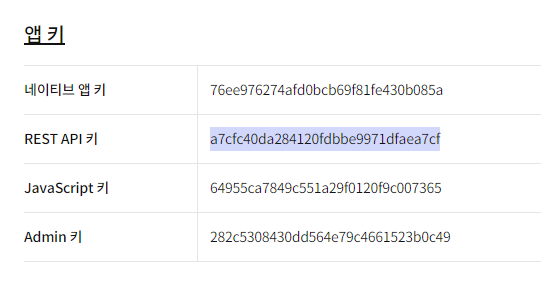 앱 키
네이티브 앱 키 76ee976274afd0bcb69f81fe430b085a
REST API 키 a7cfc40da284120fdbbe9971dfaea7cf
JavaScript 키 64955ca7849c551a29f0120f9c007365
Admin 키 282c5308430dd564e79c4661523b0c49